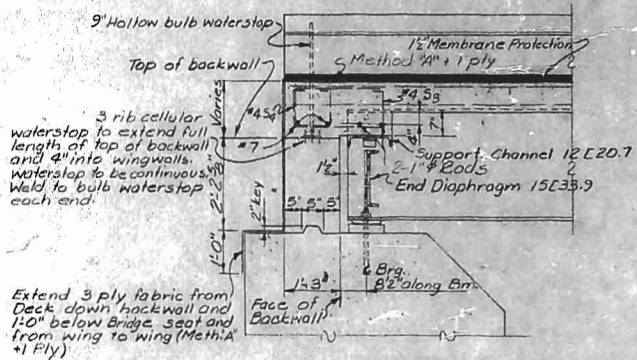 9" Hollow bulb waterstop
1½" Membrane Protection
Method "A" + 1 ply
Top of backwall
Varies
#4 S4
#4 S3
7"
4"
3 rib cellular
waterstop to extend full
length of top of backwall
and 4" into wingwalls.
Waterstop to be continuous.
Weld to bulb waterstop
each end.
#7
1½"
Support Channel 12 [ 20.7
2-1" ϕ Rods
End Diaphragm 15 [ 33.9
2'-2
2" key
5" 5" 5"
1'-0"
1'-3"
Brg.
8'2" along Bm.
Face of
Backwall
Extend 3 ply fabric from
Deck down backwall and
1'-0" below Bridge seat and
from wing to wing (Meth. "A"
+1 Ply)